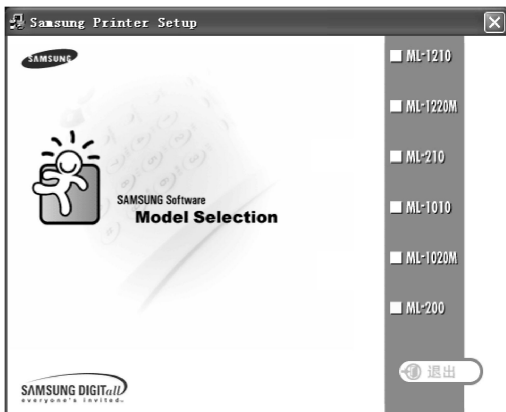 Samsung Printer Setup
SAMSUNG
ML-1210
ML-1220M
ML-210
ML-1010
ML-1020M
ML-200
SAMSUNG Software
Model Selection
退出
SAMSUNG DIGITall
everyone's invited™